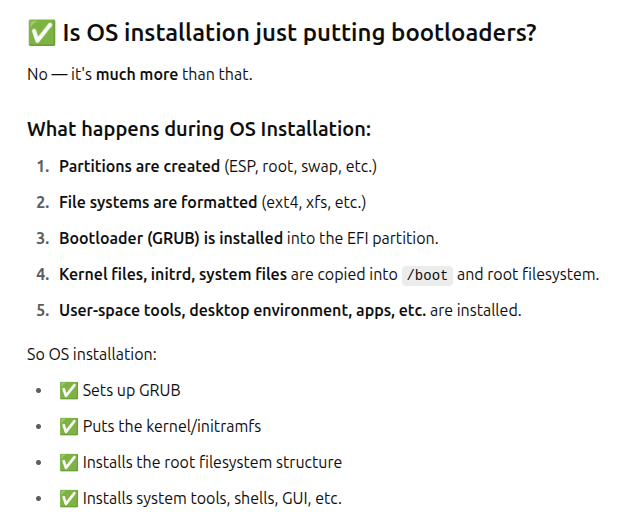 ✅ Is OS installation just putting bootloaders?
No — it's much more than that.
What happens during OS Installation:
1. Partitions are created (ESP, root, swap, etc.)
2. File systems are formatted (ext4, xfs, etc.)
3. Bootloader (GRUB) is installed into the EFI partition.
4. Kernel files, initrd, system files are copied into /boot and root filesystem.
5. User-space tools, desktop environment, apps, etc. are installed.
So OS installation:
• ✅ Sets up GRUB
• ✅ Puts the kernel/initramfs
• ✅ Installs the root filesystem structure
• ✅ Installs system tools, shells, GUI, etc.